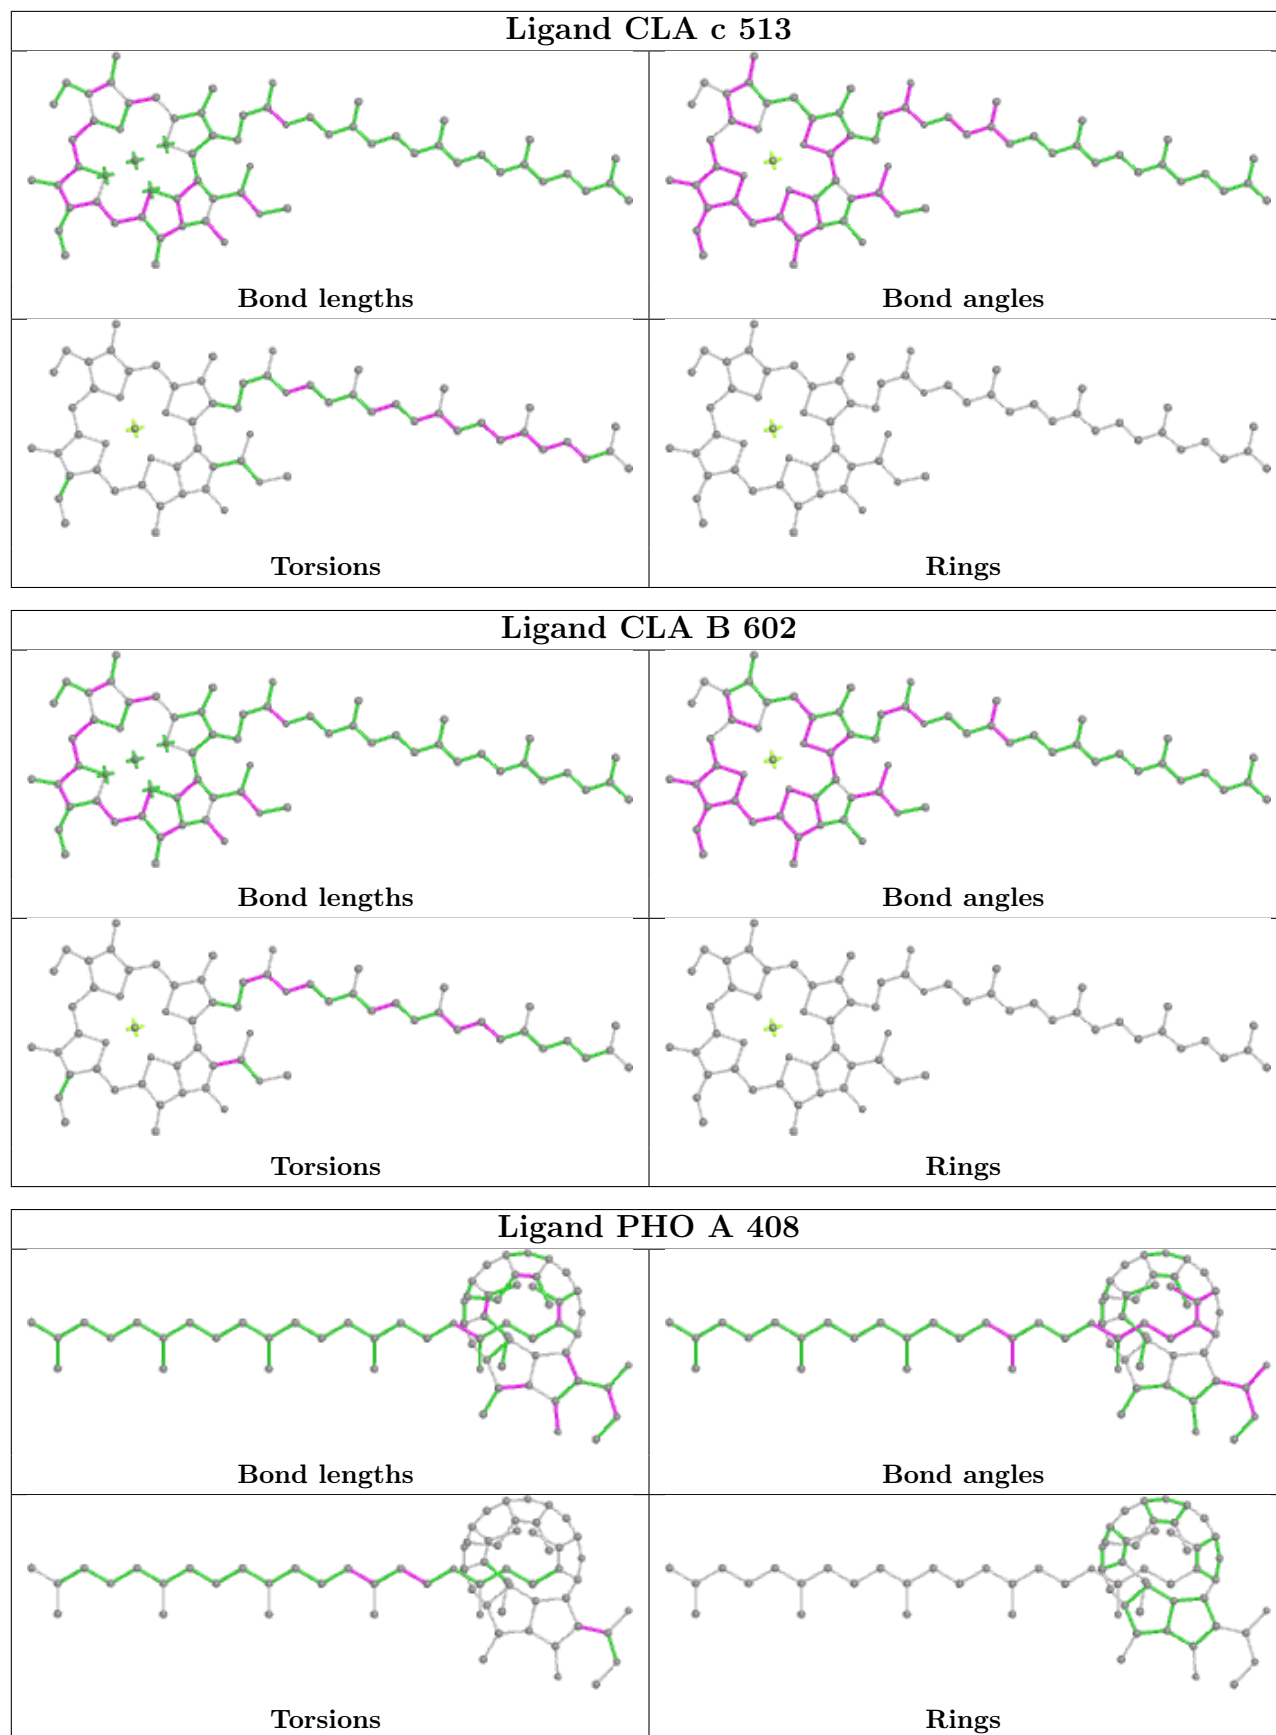 Ligand CLA c 513
Bond lengths
Bond angles
Torsions
Rings
Ligand CLA B 602
Bond lengths
Bond angles
Torsions
Rings
Ligand PHO A 408
Bond lengths
Bond angles
Torsions
Rings